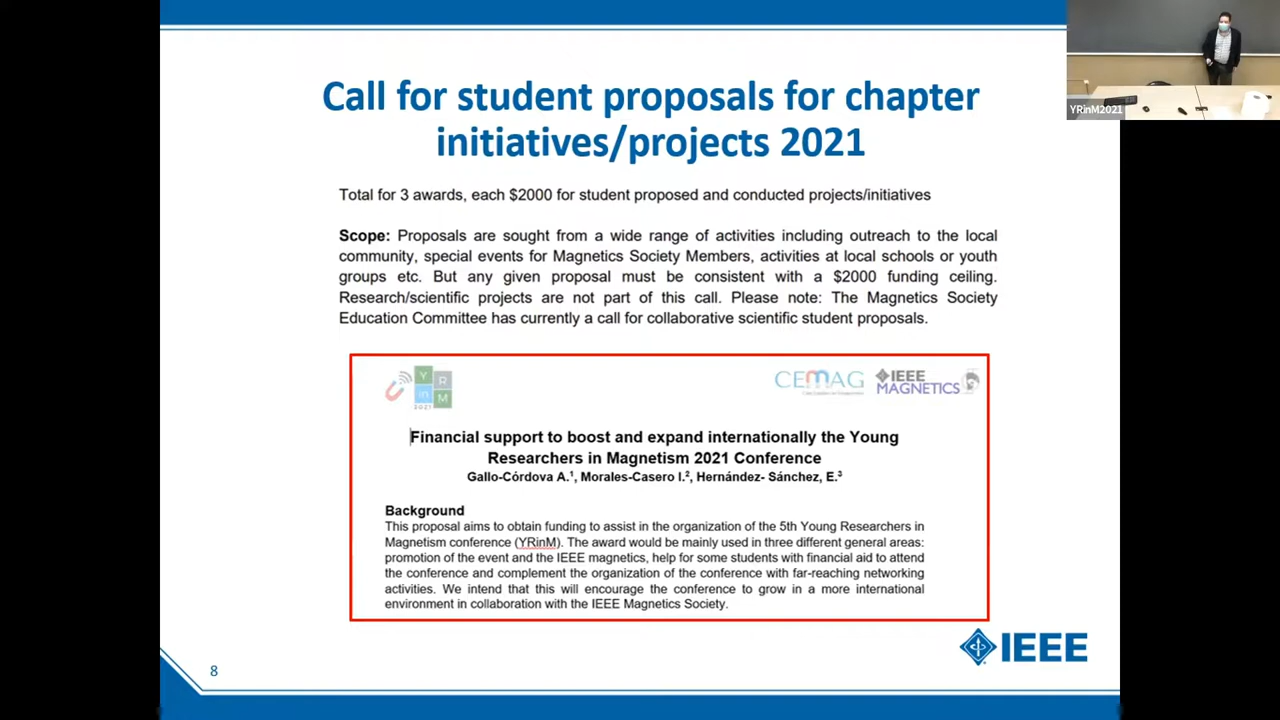 Call for student proposals for chapter
initiatives/projects 2021
Total for 3 awards, each $2000 for student proposed and conducted projects/initiatives
Scope: Proposals are sought from a wide range of activities including outreach to the local
community, special events for Magnetics Society Members, activities at local schools or youth
groups etc. But any given proposal must be consistent with a $2000 funding ceiling.
Research/scientific projects are not part of this call. Please note: The Magnetics Society
Education Committee has currently a call for collaborative scientific student proposals.
Y R
in M
2021
CEMAG
IEEE
MAGNETICS
Financial support to boost and expand internationally the Young
Researchers in Magnetism 2021 Conference
Gallo-Córdova A.¹, Morales-Casero I.², Hernández- Sánchez, E.³
Background
This proposal aims to obtain funding to assist in the organization of the 5th Young Researchers in
Magnetism conference (YRinM). The award would be mainly used in three different general areas:
promotion of the event and the IEEE magnetics, help for some students with financial aid to attend
the conference and complement the organization of the conference with far-reaching networking
activities. We intend that this will encourage the conference to grow in a more international
environment in collaboration with the IEEE Magnetics Society.
IEEE
8
YRinM2021